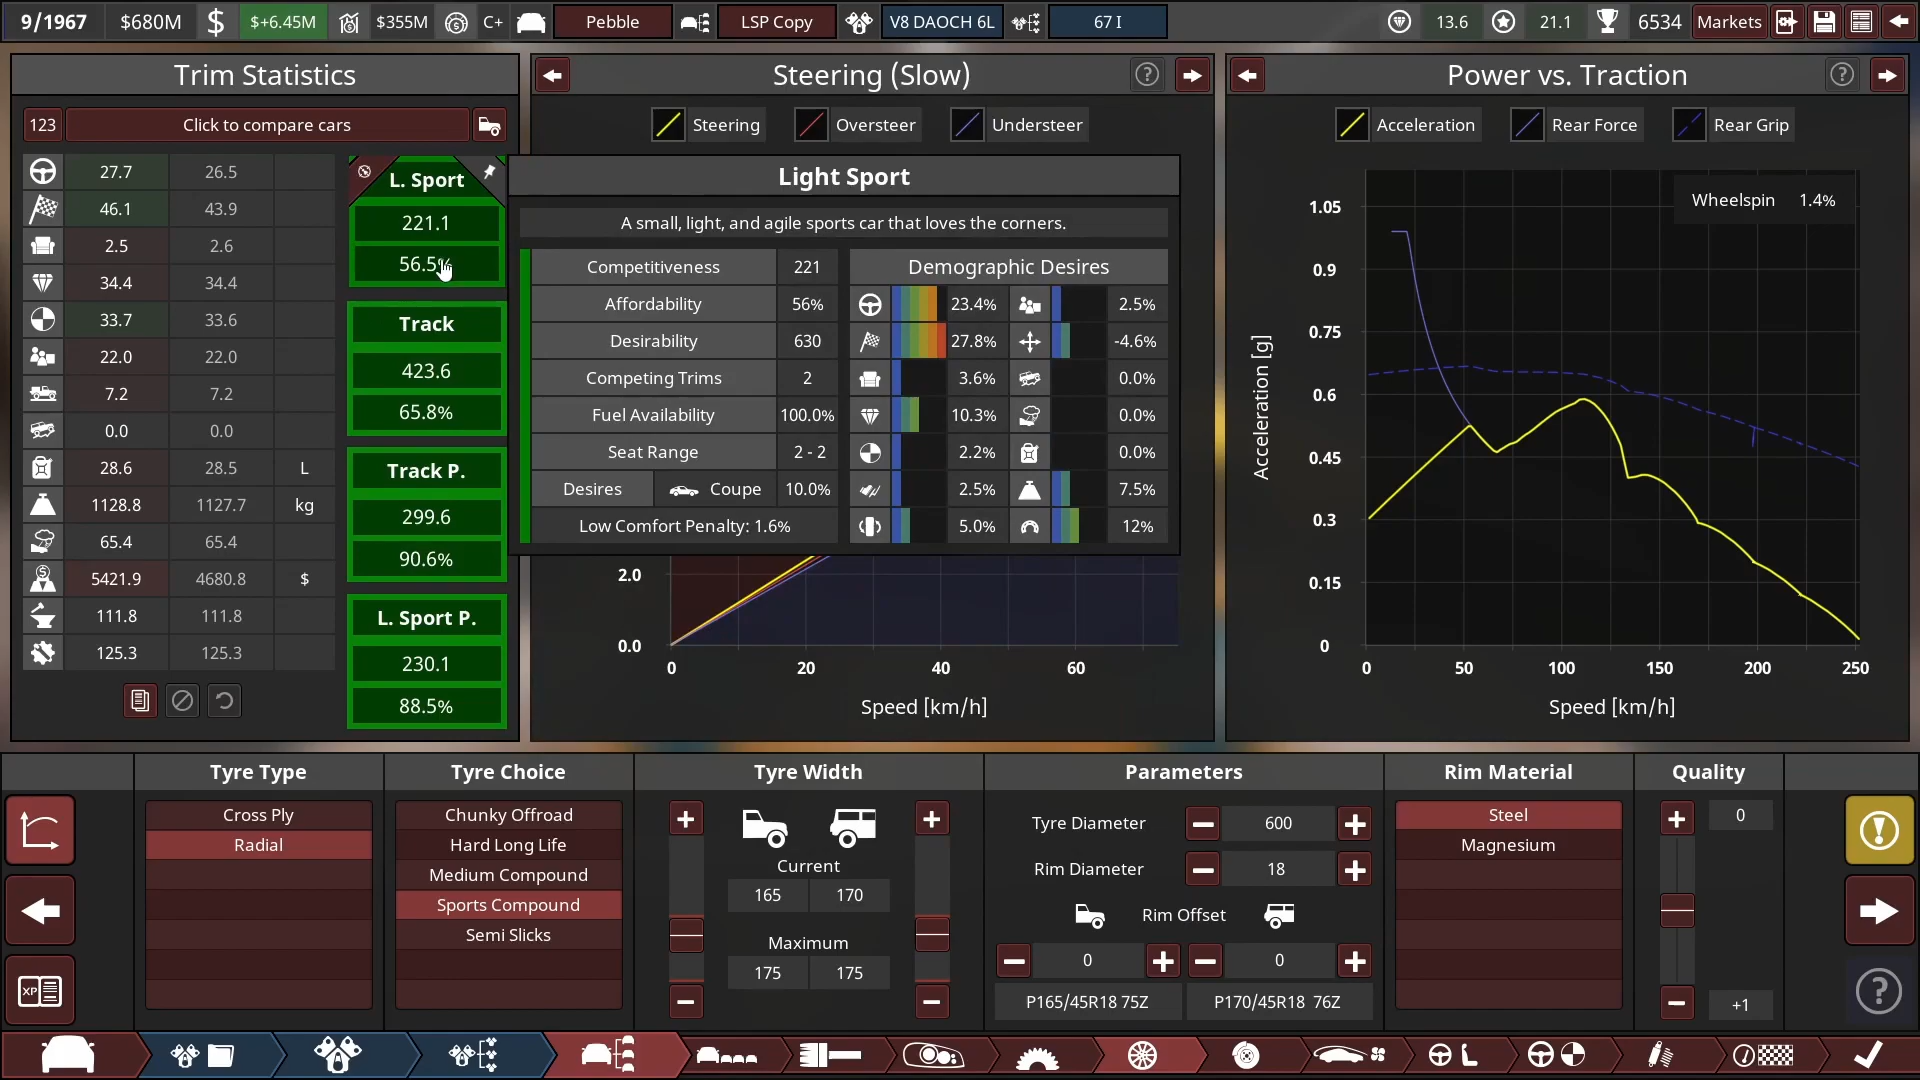 9/1967
$680M
$+6.45M
$355M
C+
Pebble
LSP Copy
V8 DAOCH 6L
67 I
13.6
21.1
6534
Markets
Trim Statistics
123
Click to compare cars
27.7 26.5
46.1 43.9
2.5 2.6
34.4 34.4
33.7 33.6
22.0 22.0
7.2 7.2
0.0 0.0
28.6 28.5 L
1128.8 1127.7 kg
65.4 65.4
5421.9 4680.8 $
111.8 111.8
125.3 125.3
L. Sport
221.1
56.5%
Track
423.6
65.8%
Track P.
299.6
90.6%
L. Sport P.
230.1
88.5%
Steering (Slow)
?
Steering
Oversteer
Understeer
Light Sport
A small, light, and agile sports car that loves the corners.
Competitiveness 221
Affordability 56%
Desirability 630
Competing Trims 2
Fuel Availability 100.0%
Seat Range 2 - 2
Desires Coupe 10.0%
Low Comfort Penalty: 1.6%
Demographic Desires
23.4% 2.5%
27.8% -4.6%
3.6% 0.0%
10.3% 0.0%
2.2% 0.0%
2.5% 7.5%
5.0% 12%
2.0
0.0
0 20 40 60
Speed [km/h]
Power vs. Traction
?
Acceleration
Rear Force
Rear Grip
Wheelspin 1.4%
Acceleration [g]
1.05
0.9
0.75
0.6
0.45
0.3
0.15
0
0 50 100 150 200 250
Speed [km/h]
Tyre Type
Cross Ply
Radial
Tyre Choice
Chunky Offroad
Hard Long Life
Medium Compound
Sports Compound
Semi Slicks
Tyre Width
Current
165 170
Maximum
175 175
Parameters
Tyre Diameter 600
Rim Diameter 18
Rim Offset
0 0
P165/45R18 75Z P170/45R18 76Z
Rim Material
Steel
Magnesium
Quality
0
+1
XP
?